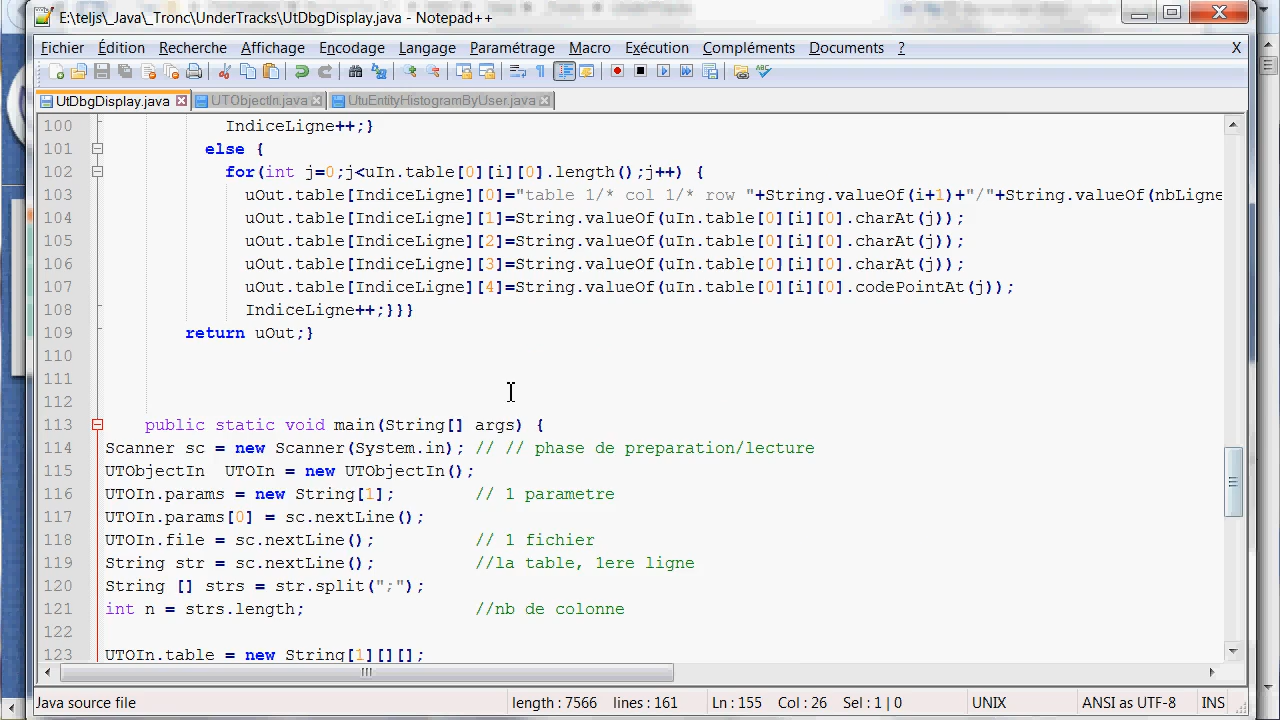 E:\teljs\_Java\_Tronc\UnderTracks\UtDbgDisplay.java - Notepad++
Fichier Édition Recherche Affichage Encodage Langage Paramétrage Macro Exécution Compléments Documents ? X
UtDbgDisplay.java UTObjectIn.java UtuEntityHistogramByUser.java
100 IndiceLigne++;}
101 else {
102 for(int j=0;j<uIn.table[0][i][0].length();j++) {
103 uOut.table[IndiceLigne][0]="table 1/* col 1/* row "+String.valueOf(i+1)+"/"+String.valueOf(nbLigne
104 uOut.table[IndiceLigne][1]=String.valueOf(uIn.table[0][i][0].charAt(j));
105 uOut.table[IndiceLigne][2]=String.valueOf(uIn.table[0][i][0].charAt(j));
106 uOut.table[IndiceLigne][3]=String.valueOf(uIn.table[0][i][0].charAt(j));
107 uOut.table[IndiceLigne][4]=String.valueOf(uIn.table[0][i][0].codePointAt(j));
108 IndiceLigne++;}}}
109 return uOut;}
110
111
112
113 public static void main(String[] args) {
114 Scanner sc = new Scanner(System.in); // // phase de preparation/lecture
115 UTObjectIn  UTOIn = new UTObjectIn();
116 UTOIn.params = new String[1]; // 1 parametre
117 UTOIn.params[0] = sc.nextLine();
118 UTOIn.file = sc.nextLine(); // 1 fichier
119 String str = sc.nextLine(); //la table, 1ere ligne
120 String [] strs = str.split(";");
121 int n = strs.length; //nb de colonne
122
123 UTOIn.table = new String[1][][];
Java source file length : 7566 lines : 161 Ln : 155 Col : 26 Sel : 1 | 0 UNIX ANSI as UTF-8 INS